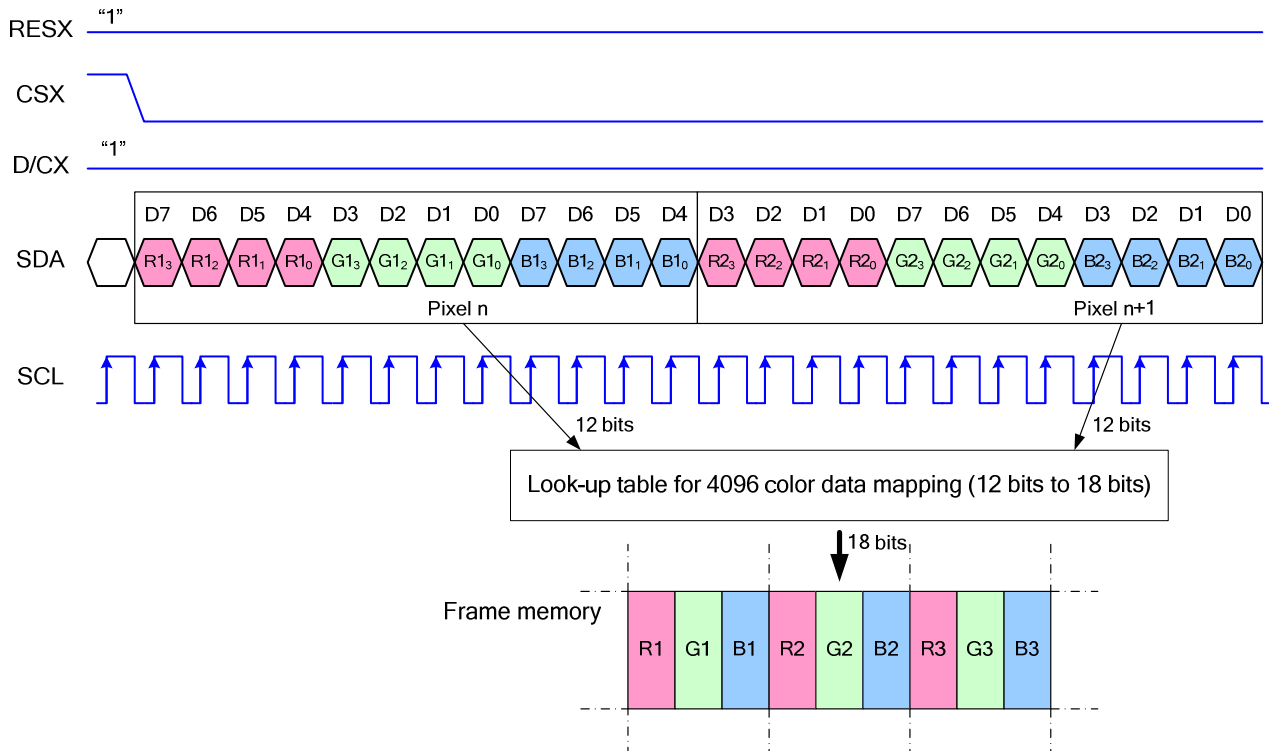 RESX "1"
CSX
D/CX "1"
D7 D6 D5 D4 D3 D2 D1 D0 D7 D6 D5 D4 D3 D2 D1 D0 D7 D6 D5 D4 D3 D2 D1 D0
SDA R1₃ R1₂ R1₁ R1₀ G1₃ G1₂ G1₁ G1₀ B1₃ B1₂ B1₁ B1₀ R2₃ R2₂ R2₁ R2₀ G2₃ G2₂ G2₁ G2₀ B2₃ B2₂ B2₁ B2₀
Pixel n Pixel n+1
SCL
12 bits 12 bits
Look-up table for 4096 color data mapping (12 bits to 18 bits)
18 bits
Frame memory
R1 G1 B1 R2 G2 B2 R3 G3 B3